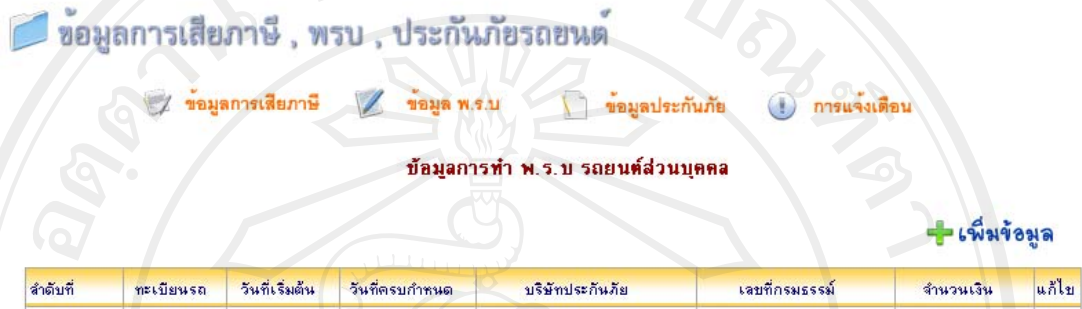 ข้อมูลการเสียภาษี , พรบ , ประกันภัยรถยนต์
ข้อมูลการเสียภาษี ข้อมูล พ.ร.บ ข้อมูลประกันภัย การแจ้งเตือน
ข้อมูลการทำ พ.ร.บ รถยนต์ส่วนบุคคล
เพิ่มข้อมูล
ลำดับที่ ทะเบียนรถ วันที่เริ่มต้น วันที่ครบกำหนด บริษัทประกันภัย เลขที่กรมธรรม์ จำนวนเงิน แก้ไข